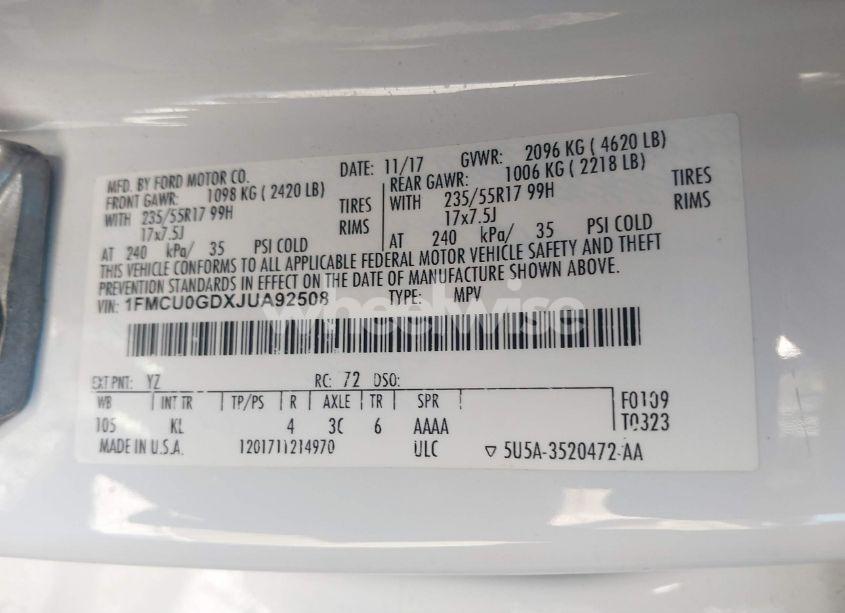 MFD. BY FORD MOTOR CO. DATE: 11/17 GVWR: 2096 KG ( 4620 LB)
FRONT GAWR: 1098 KG ( 2420 LB) REAR GAWR: 1006 KG ( 2218 LB)
WITH 235/55R17 99H TIRES WITH 235/55R17 99H TIRES
17x7.5J RIMS 17x7.5J RIMS
AT 240 kPa/ 35 PSI COLD AT 240 kPa/ 35 PSI COLD
THIS VEHICLE CONFORMS TO ALL APPLICABLE FEDERAL MOTOR VEHICLE SAFETY AND THEFT
PREVENTION STANDARDS IN EFFECT ON THE DATE OF MANUFACTURE SHOWN ABOVE.
VIN: 1FMCU0GDXJUA92508 TYPE: MPV
wheelwise
EXT PNT: YZ RC: 72 DSO:
WB INT TR TP/PS R AXLE TR SPR F0109
105 KL 4 3C 6 AAAA T0323
MADE IN U.S.A. 1201711214970 ULC ▽ 5U5A-3520472-AA